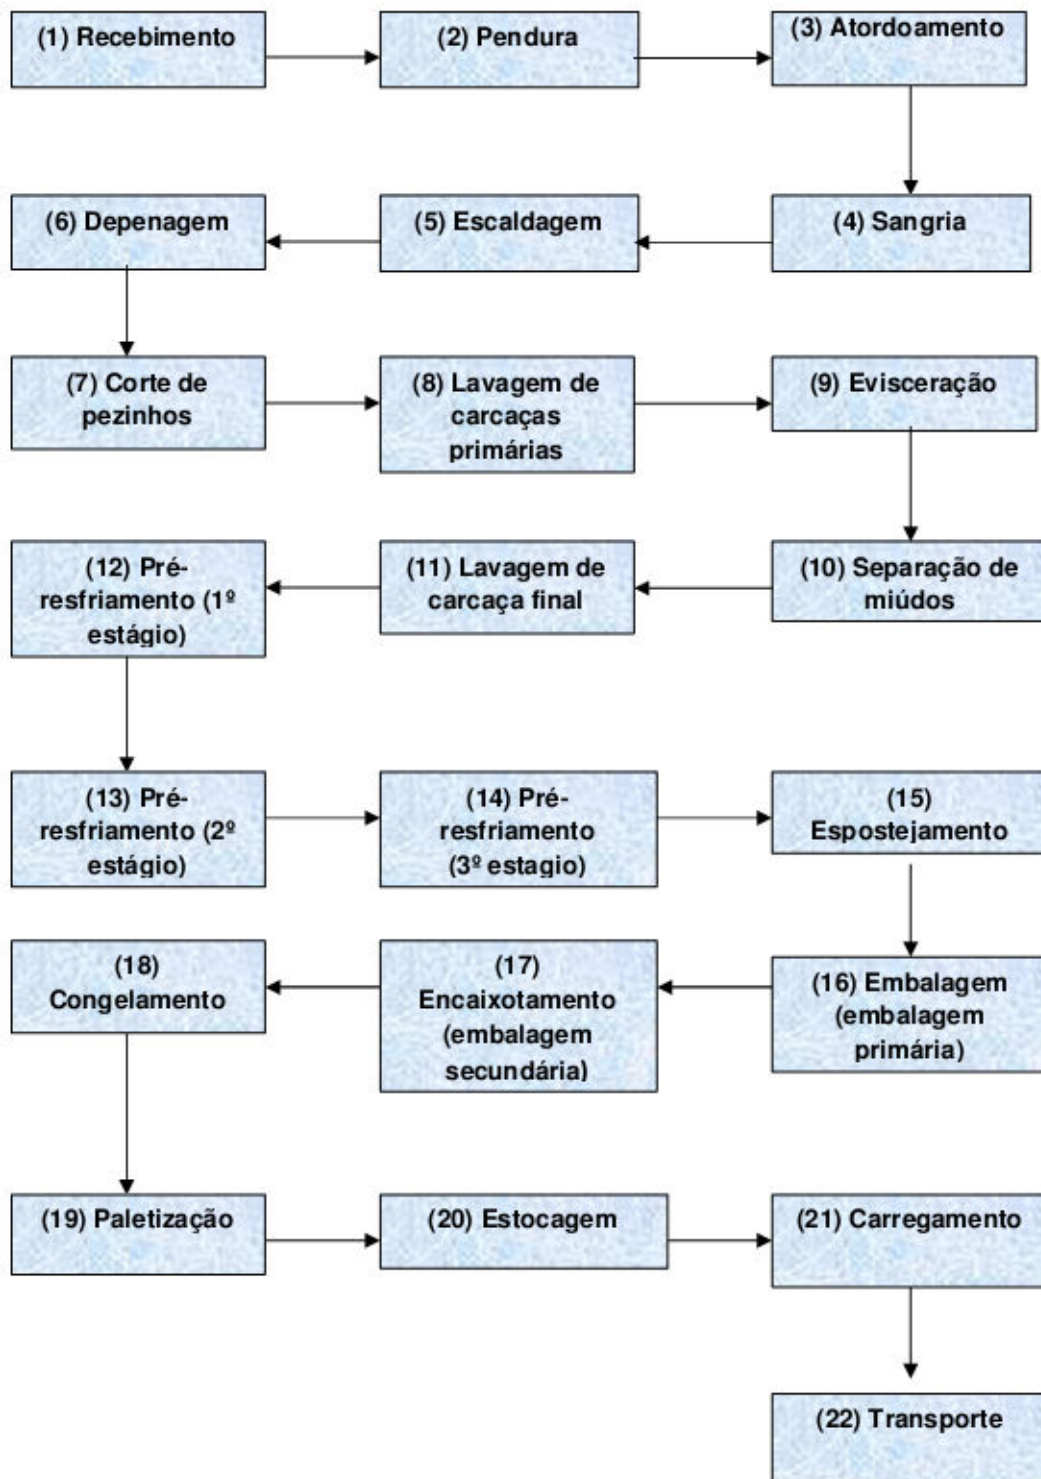 (1) Recebimento
(2) Pendura
(3) Atordoamento
(4) Sangria
(5) Escaldagem
(6) Depenagem
(7) Corte de
pezinhos
(8) Lavagem de
carcaças
primárias
(9) Evisceração
(10) Separação de
miúdos
(11) Lavagem de
carcaça final
(12) Pré-
resfriamento (1º
estágio)
(13) Pré-
resfriamento (2º
estágio)
(14) Pré-
resfriamento
(3º estagio)
(15)
Espostejamento
(16) Embalagem
(embalagem
primária)
(17)
Encaixotamento
(embalagem
secundária)
(18)
Congelamento
(19) Paletização
(20) Estocagem
(21) Carregamento
(22) Transporte